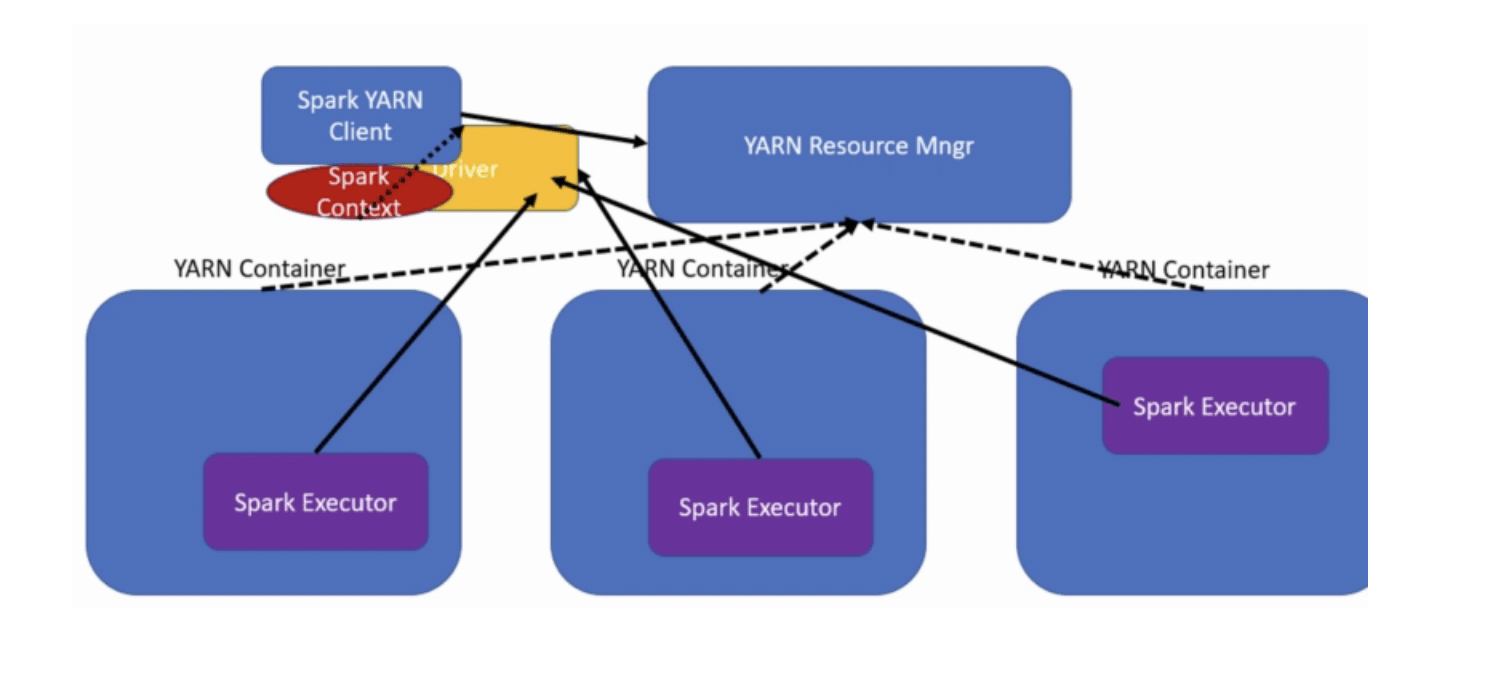 Spark YARN
Client
YARN Resource Mngr
Driver
Spark
Context
YARN Container
YARN Container
YARN Container
Spark Executor
Spark Executor
Spark Executor